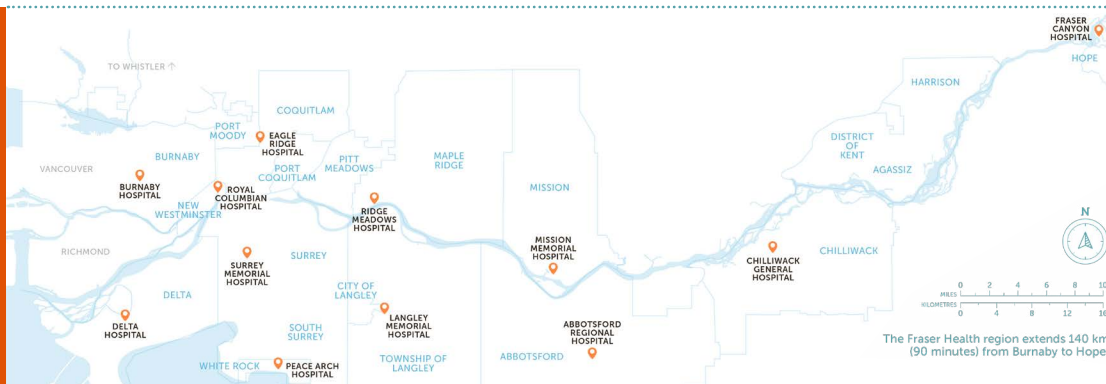 FRASER
CANYON
HOSPITAL
HOPE
TO WHISTLER ↑
HARRISON
COQUITLAM
PORT
MOODY
EAGLE
RIDGE
HOSPITAL
DISTRICT
OF
KENT
BURNABY
PITT
MEADOWS
MAPLE
RIDGE
VANCOUVER
PORT
COQUITLAM
AGASSIZ
BURNABY
HOSPITAL
ROYAL
COLUMBIAN
HOSPITAL
MISSION
NEW
WESTMINSTER
RIDGE
MEADOWS
HOSPITAL
N
RICHMOND
SURREY
MEMORIAL
HOSPITAL
SURREY
MISSION
MEMORIAL
HOSPITAL
CHILLIWACK
GENERAL
HOSPITAL
CHILLIWACK
DELTA
CITY OF
LANGLEY
0 2 4 6 8 10
MILES
KILOMETRES
0 4 8 12 16
DELTA
HOSPITAL
SOUTH
SURREY
LANGLEY
MEMORIAL
HOSPITAL
ABBOTSFORD
REGIONAL
HOSPITAL
The Fraser Health region extends 140 km
(90 minutes) from Burnaby to Hope
WHITE ROCK
PEACE ARCH
HOSPITAL
TOWNSHIP OF
LANGLEY
ABBOTSFORD